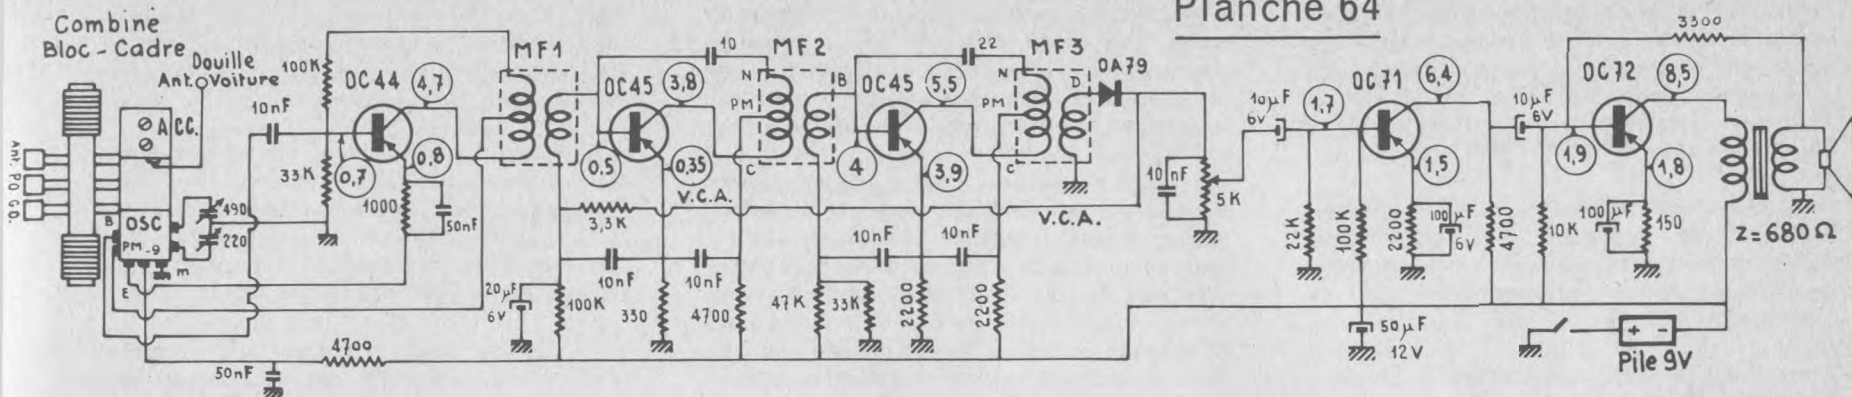 Planche 64
Combine
Bloc - Cadre
Douille
Ant. Voiture
ACC.
Ant.
PO
G.O.
B
OSC
PM-9
m
E
490
220
10nF
100K
33K
OC44
4,7
0,7
0,8
1000
50nF
50nF
4700
MF1
OC45
3,8
0.5
0,35
V.C.A.
3,3K
20µF
6V
100K
10nF
330
10nF
4700
10
MF2
N
PM
C
B
OC45
5,5
4
3,9
10nF
10nF
47K
33K
2200
2200
22
MF3
N
PM
C
D
OA79
V.C.A.
10nF
5K
10µF
6V
1,7
OC71
6,4
1,5
22K
100K
2200
100µF
6V
4700
50µF
12V
10µF
6V
1,9
OC72
8,5
1,8
10K
100µF
150
3300
z=680Ω
+ -
Pile 9V